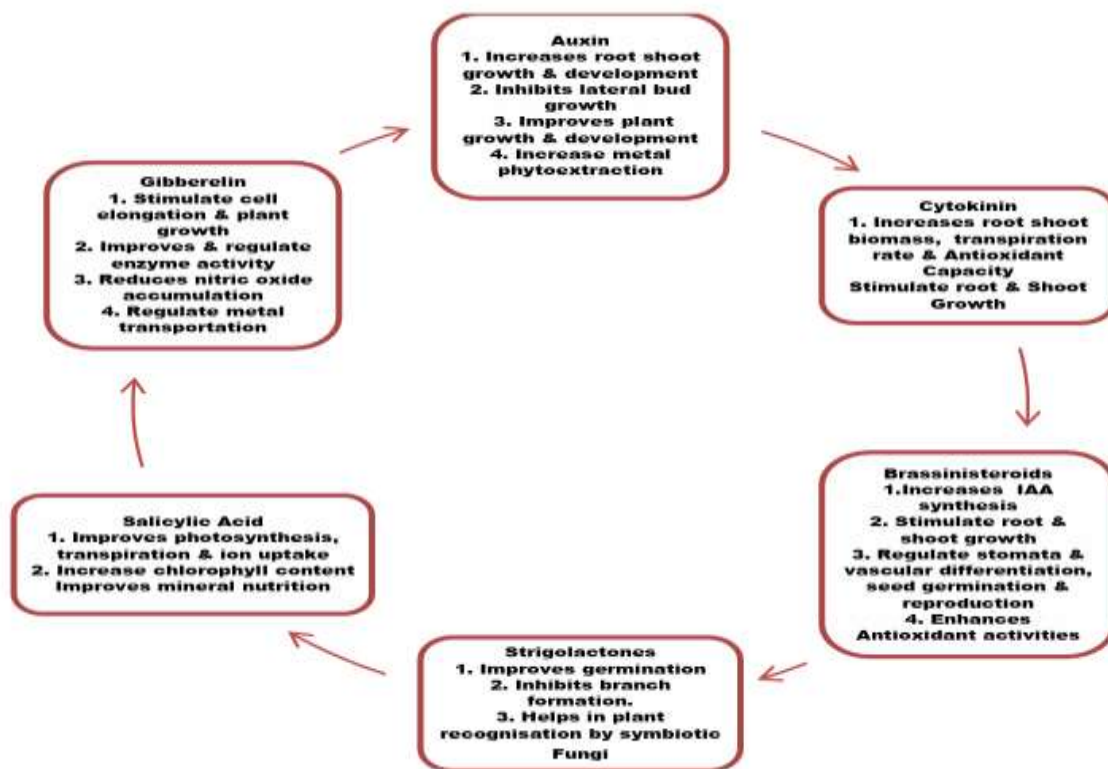 Auxin
1. Increases root shoot
growth & development
2. Inhibits lateral bud
growth
3. Improves plant
growth & development
4. Increase metal
phytoextraction
Gibberelin
1. Stimulate cell
elongation & plant
growth
2. Improves & regulate
enzyme activity
3. Reduces nitric oxide
accumulation
4. Regulate metal
transportation
Cytokinin
1. Increases root shoot
biomass, transpiration
rate & Antioxidant
Capacity
Stimulate root & Shoot
Growth
Brassinisteroids
1.Increases IAA
synthesis
2. Stimulate root &
shoot growth
3. Regulate stomata &
vascular differentiation,
seed germination &
reproduction
4. Enhances
Antioxidant activities
Salicylic Acid
1. Improves photosynthesis,
transpiration & ion uptake
2. Increase chlorophyll content
Improves mineral nutrition
Strigolactones
1. Improves germination
2. Inhibits branch
formation.
3. Helps in plant
recognisation by symbiotic
Fungi